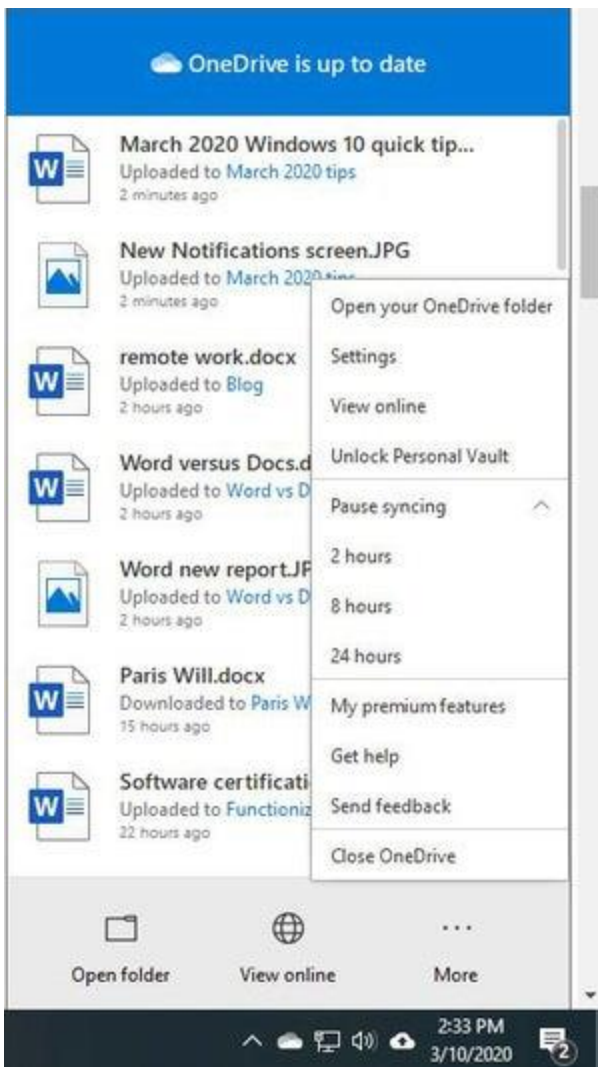 OneDrive is up to date
March 2020 Windows 10 quick tip...
Uploaded to March 2020 tips
2 minutes ago
New Notifications screen.JPG
Uploaded to March 2020 tips
2 minutes ago
remote work.docx
Uploaded to Blog
2 hours ago
Word versus Docs.d
Uploaded to Word vs D
2 hours ago
Word new report.JP
Uploaded to Word vs D
2 hours ago
Paris Will.docx
Downloaded to Paris W
15 hours ago
Software certificati
Uploaded to Functioniz
22 hours ago
Open your OneDrive folder
Settings
View online
Unlock Personal Vault
Pause syncing
2 hours
8 hours
24 hours
My premium features
Get help
Send feedback
Close OneDrive
Open folder
View online
More
2:33 PM
3/10/2020
2